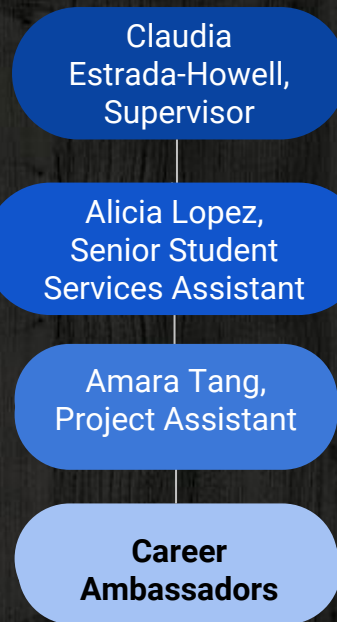 Claudia
Estrada-Howell,
Supervisor
Alicia Lopez,
Senior Student
Services Assistant
Amara Tang,
Project Assistant
Career
Ambassadors